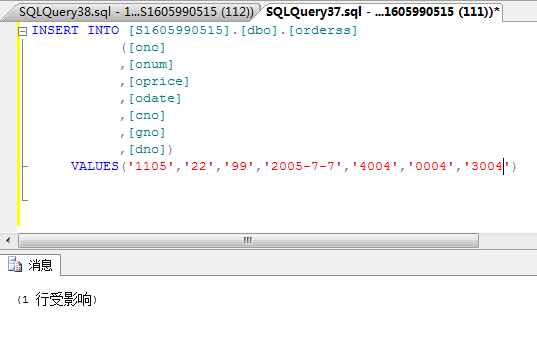 SQLQuery38.sql - 1...S1605990515 (112)) SQLQuery37.sql - ...1605990515 (111))*
INSERT INTO [S1605990515].[dbo].[orderss]
([ono]
,[onum]
,[oprice]
,[odate]
,[cno]
,[gno]
,[dno])
VALUES('1105','22','99','2005-7-7','4004','0004','3004')
消息
(1 行受影响)